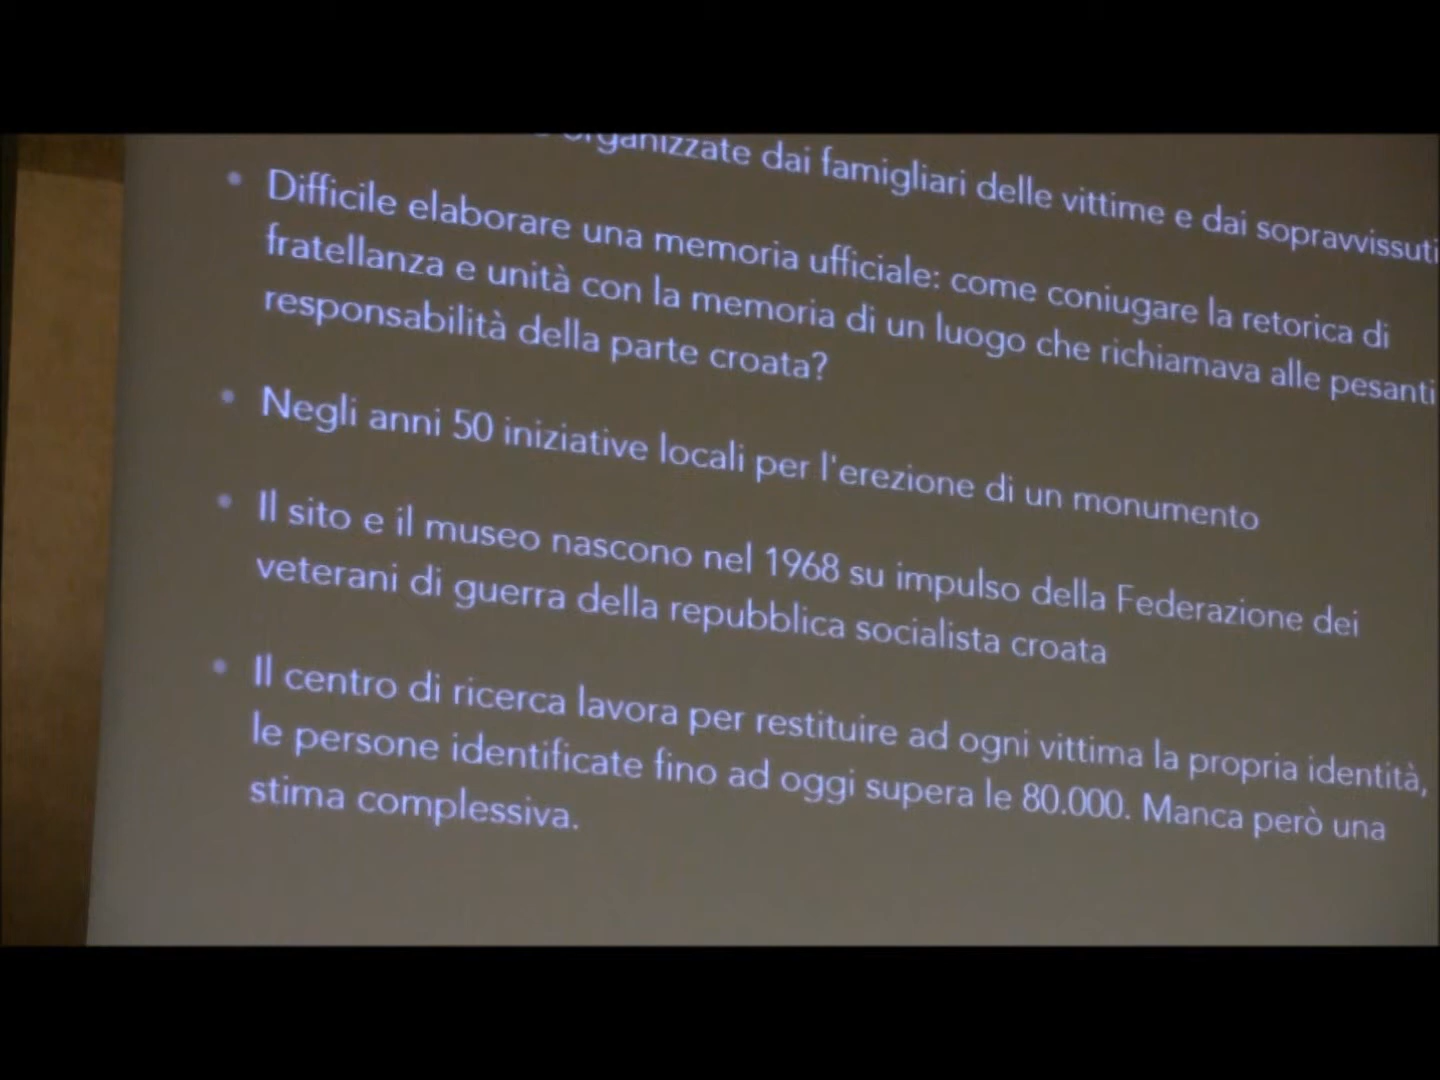 organizzate dai famigliari delle vittime e dai sopravvissuti
• Difficile elaborare una memoria ufficiale: come coniugare la retorica di
fratellanza e unità con la memoria di un luogo che richiamava alle pesanti
responsabilità della parte croata?
• Negli anni 50 iniziative locali per l'erezione di un monumento
• Il sito e il museo nascono nel 1968 su impulso della Federazione dei
veterani di guerra della repubblica socialista croata
• Il centro di ricerca lavora per restituire ad ogni vittima la propria identità,
le persone identificate fino ad oggi supera le 80.000. Manca però una
stima complessiva.